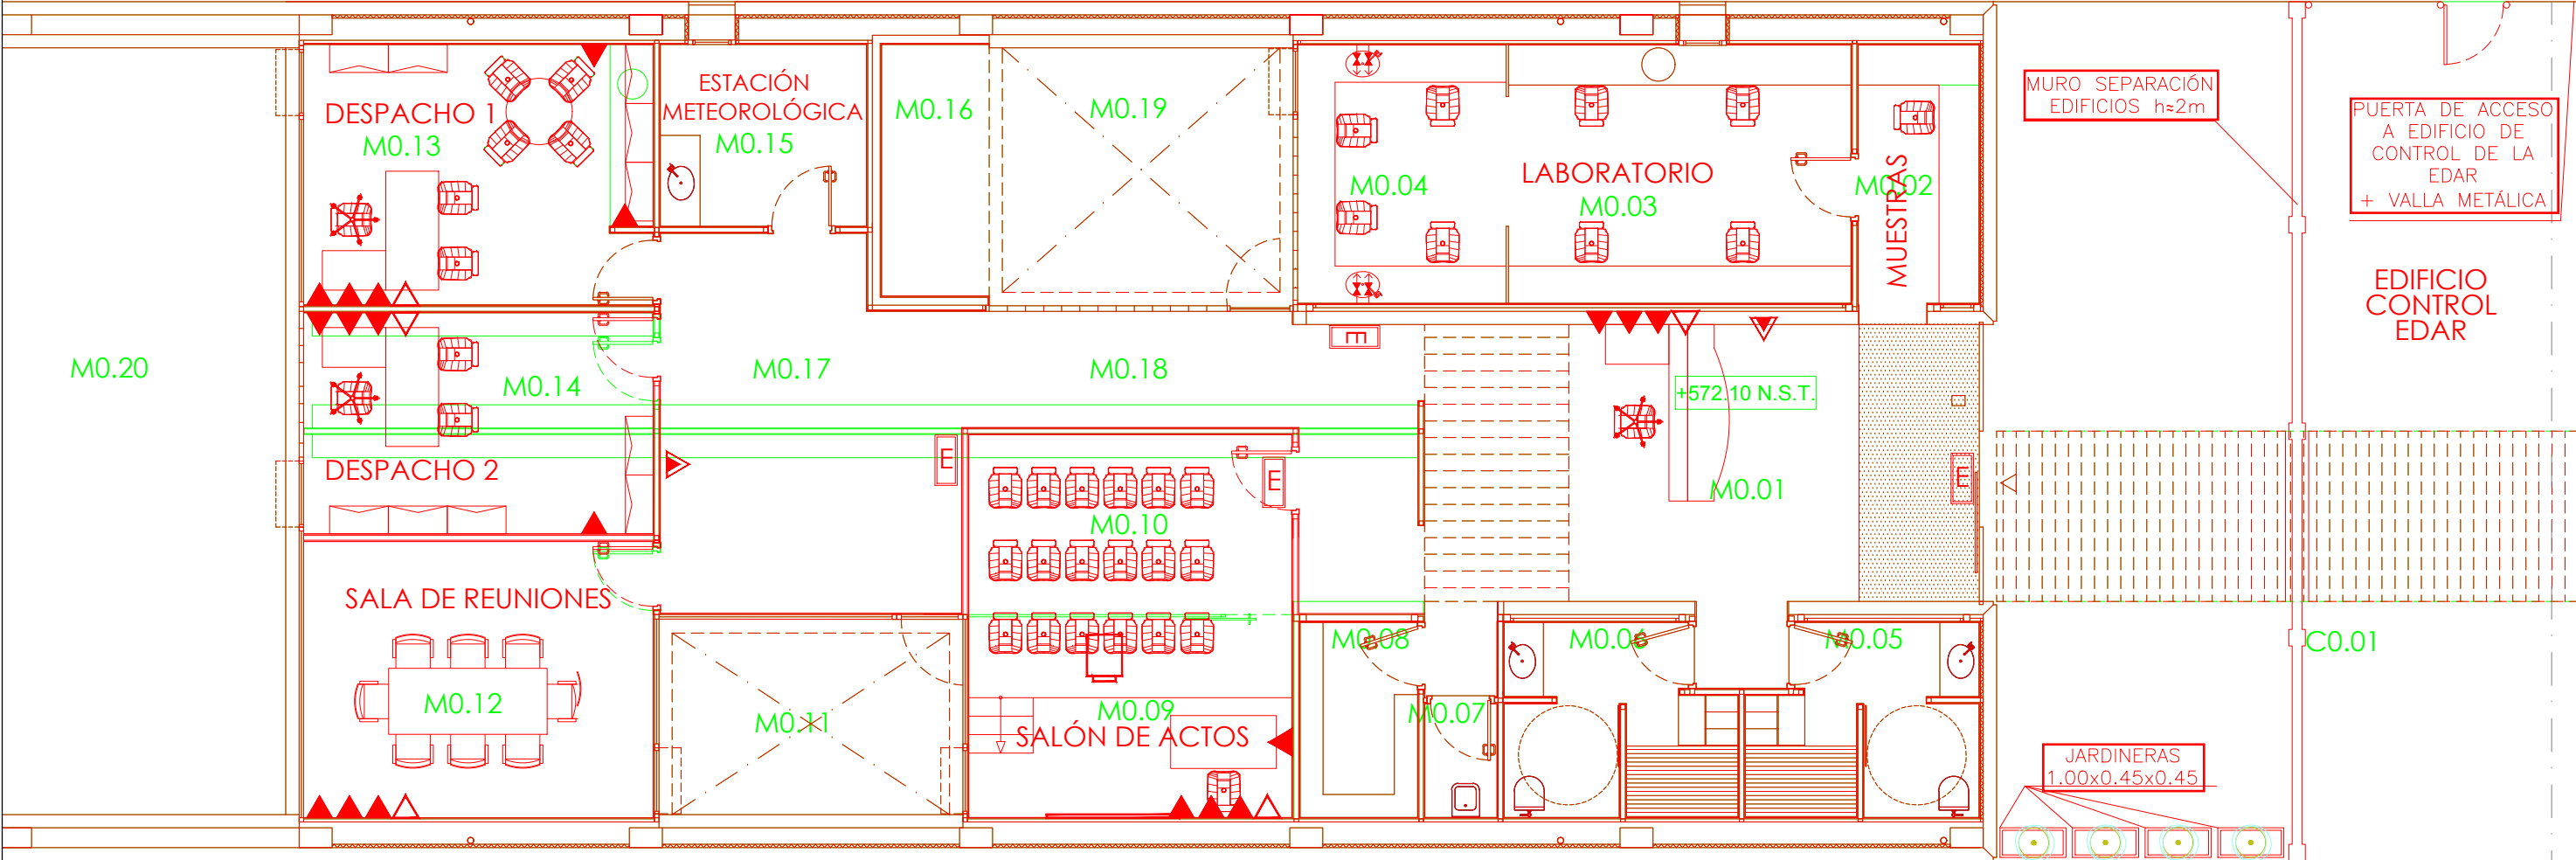 DESPACHO 1
M0.13
ESTACIÓN
METEOROLÓGICA
M0.15
M0.16
M0.19
M0.04
LABORATORIO
M0.03
M0.02
MUESTRAS
MURO SEPARACIÓN
EDIFICIOS h≈2m
PUERTA DE ACCESO
A EDIFICIO DE
CONTROL DE LA
EDAR
+ VALLA METÁLICA
EDIFICIO
CONTROL
EDAR
M0.20
M0.14
DESPACHO 2
M0.17
M0.18
E
E
E
E
+572.10 N.S.T.
M0.01
M0.10
SALA DE REUNIONES
M0.12
M0.11
M0.09
SALÓN DE ACTOS
M0.08
M0.07
M0.06
M0.05
C0.01
JARDINERAS
1.00x0.45x0.45